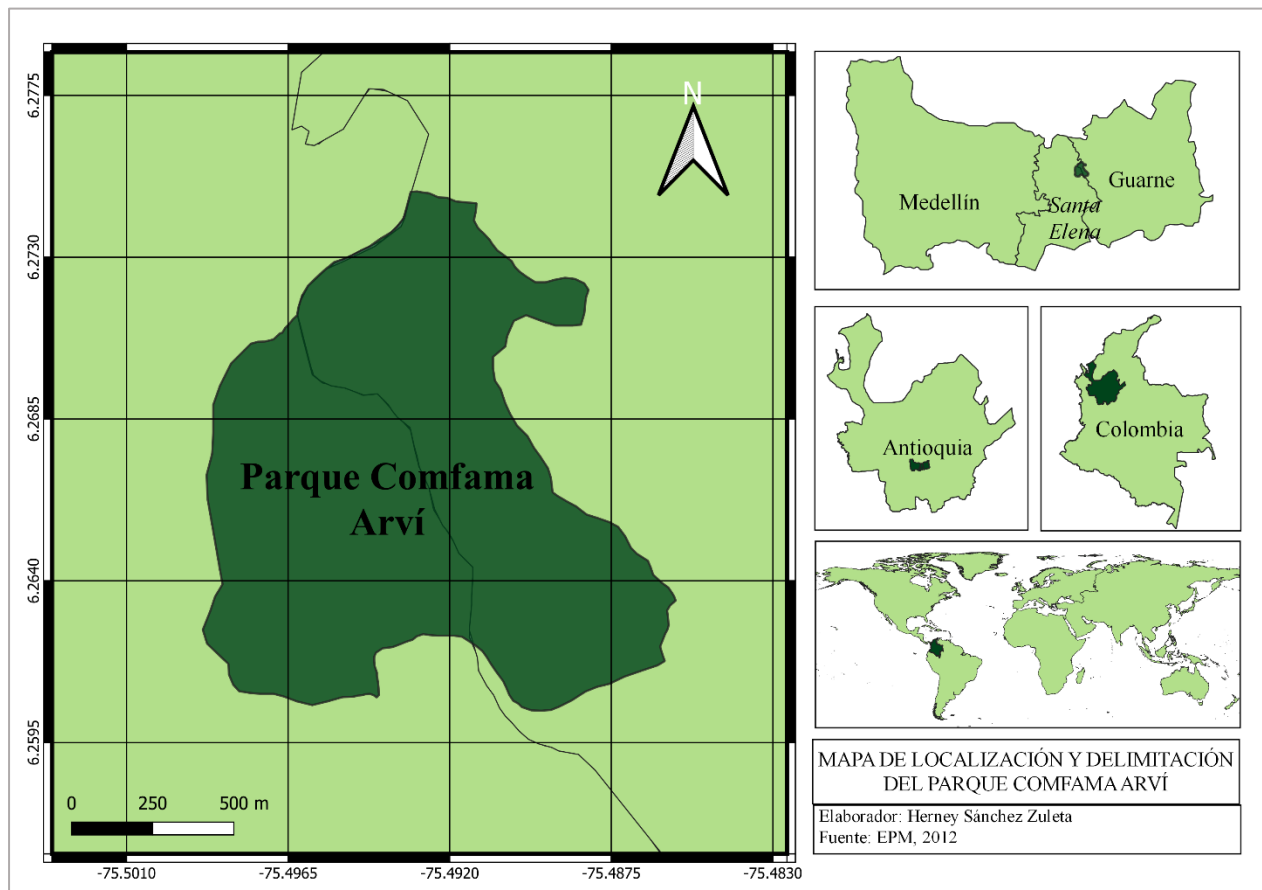 6.2775
6.2730
6.2685
6.2640
6.2595
N
Parque Comfama
Arví
0 250 500 m
-75.5010 -75.4965 -75.4920 -75.4875 -75.4830
Medellín
Santa
Elena
Guarne
Antioquia
Colombia
MAPA DE LOCALIZACIÓN Y DELIMITACIÓN
DEL PARQUE COMFAMA ARVÍ
Elaborador: Herney Sánchez Zuleta
Fuente: EPM, 2012